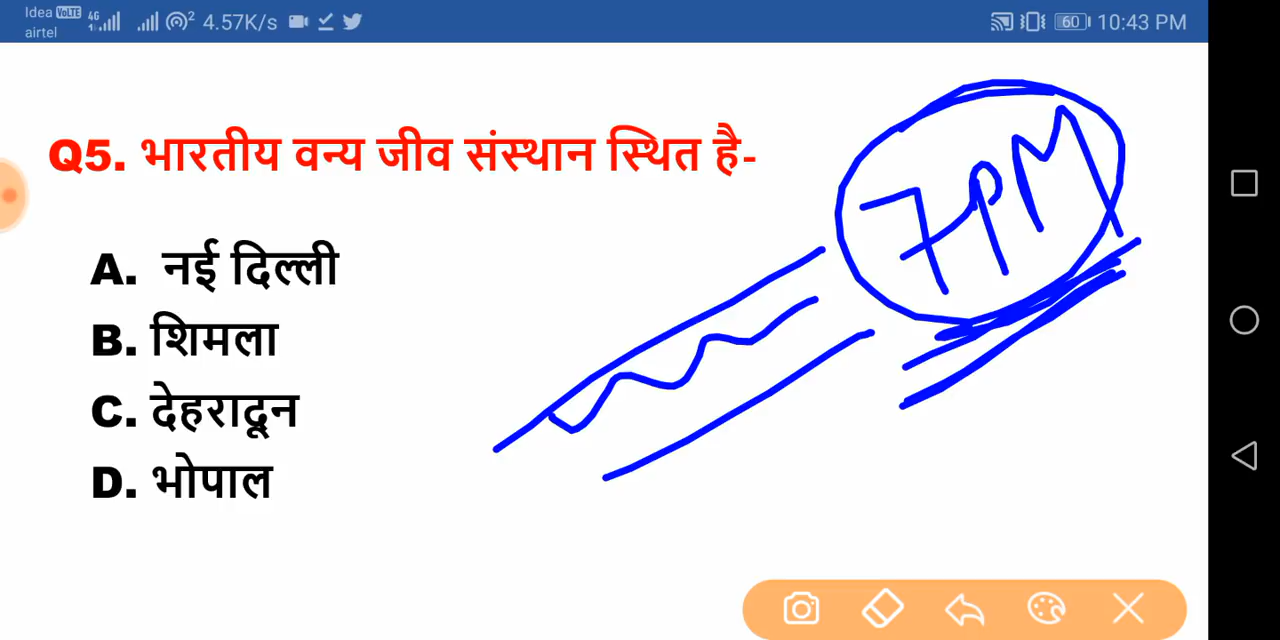 Idea VoLTE 4G 4.57K/s 60 10:43 PM
airtel
Q5. भारतीय वन्य जीव संस्थान स्थित है-
7PM
A. नई दिल्ली
B. शिमला
C. देहरादून
D. भोपाल